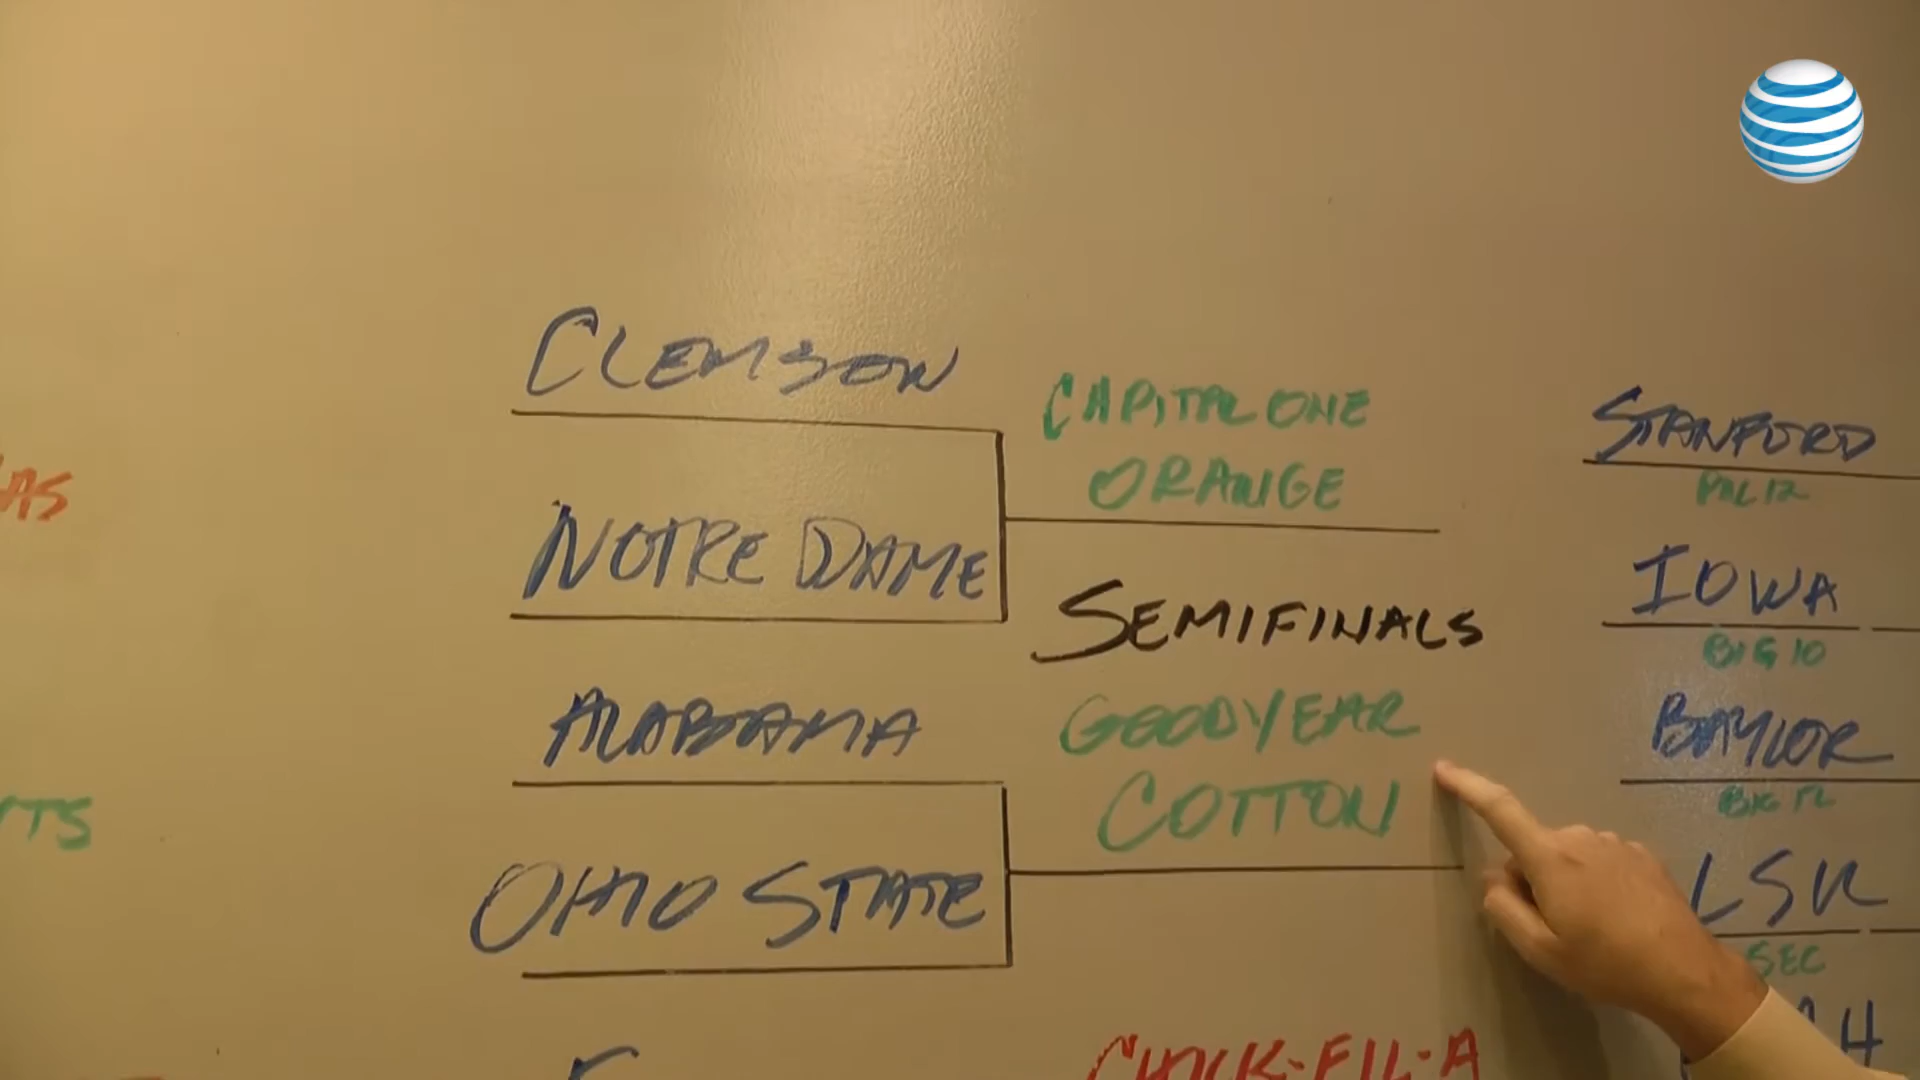 CLEMSON
NOTRE DAME
ALABAMA
OHIO STATE
CAPITAL ONE
ORANGE
SEMIFINALS
GOODYEAR
COTTON
CHICK-FIL-A
STANFORD
PAC 12
IOWA
BIG 10
BAYLOR
BIG 12
LSU
SEC